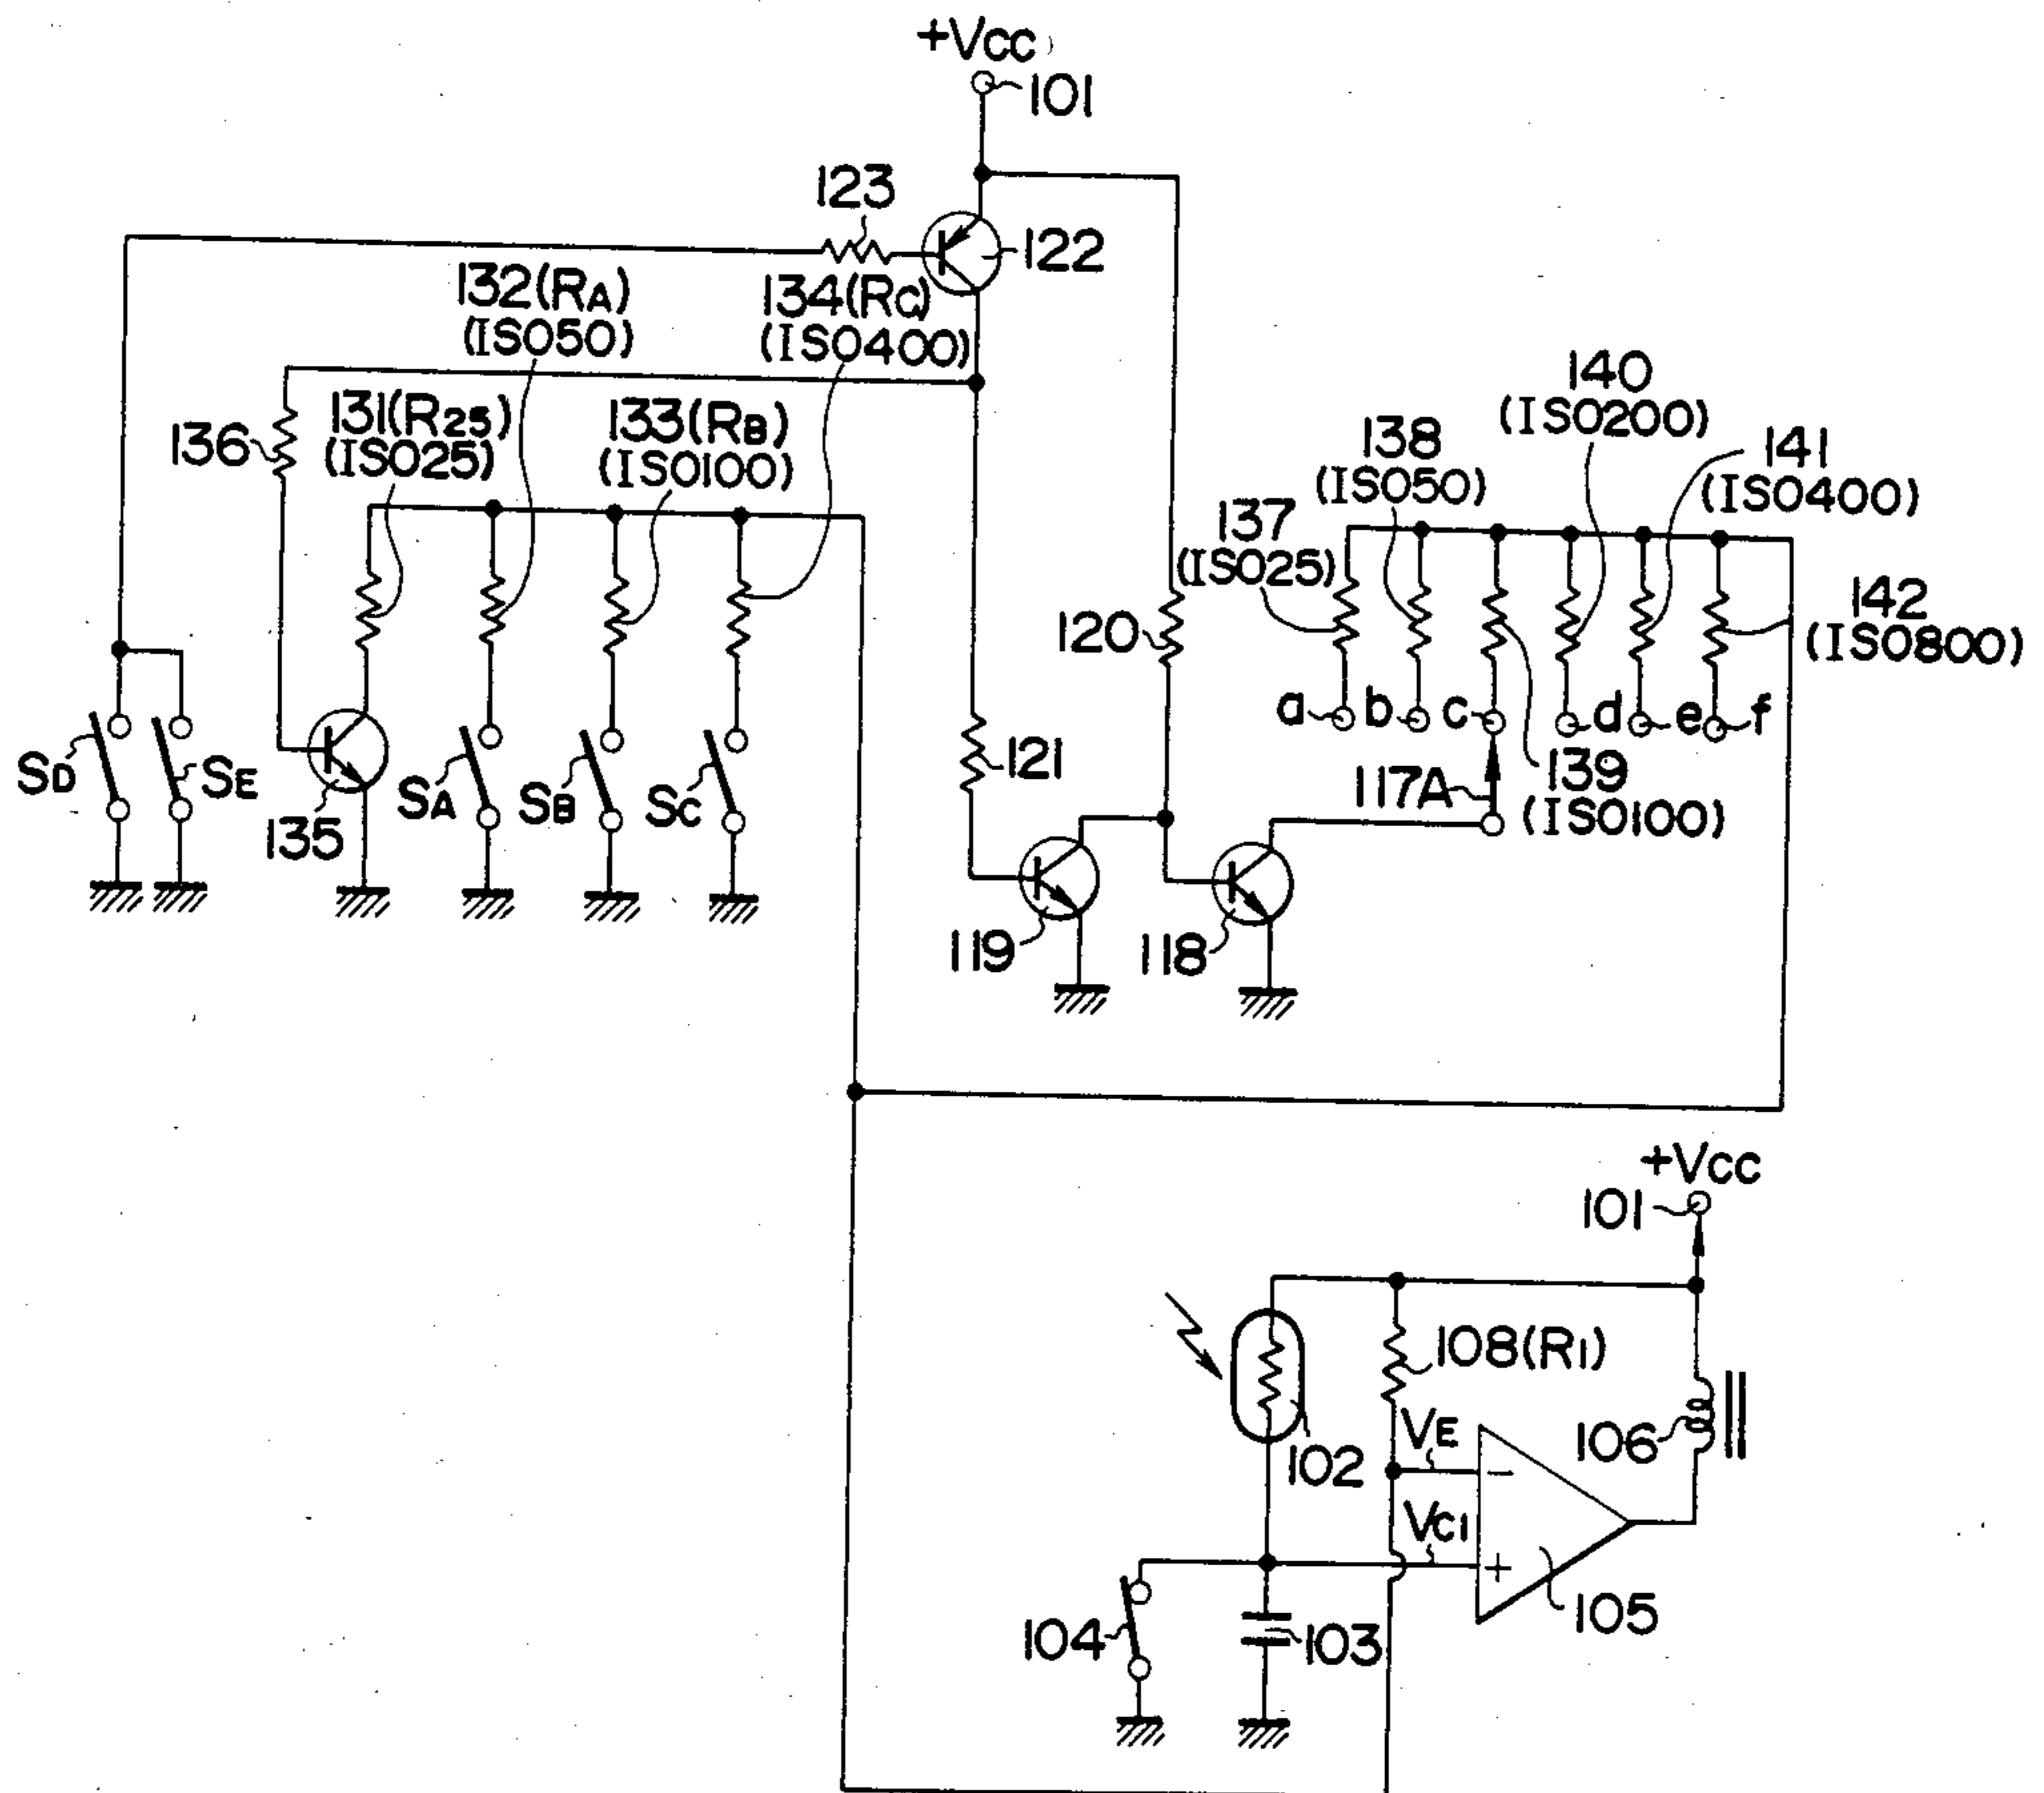 +Vcc
101
123
122
132(RA)
(ISO50)
134(RC)
(ISO400)
136
131(R25)
(ISO25)
133(RB)
(ISO100)
140
(ISO200)
138
(ISO50)
141
(ISO400)
137
(ISO25)
142
(ISO800)
120
a b c d e f
SD
SE
135
SA
SB
SC
121
117A
139
(ISO100)
119
118
+Vcc
101
108(R1)
102
VE
106
−
VC1
+
104
103
105